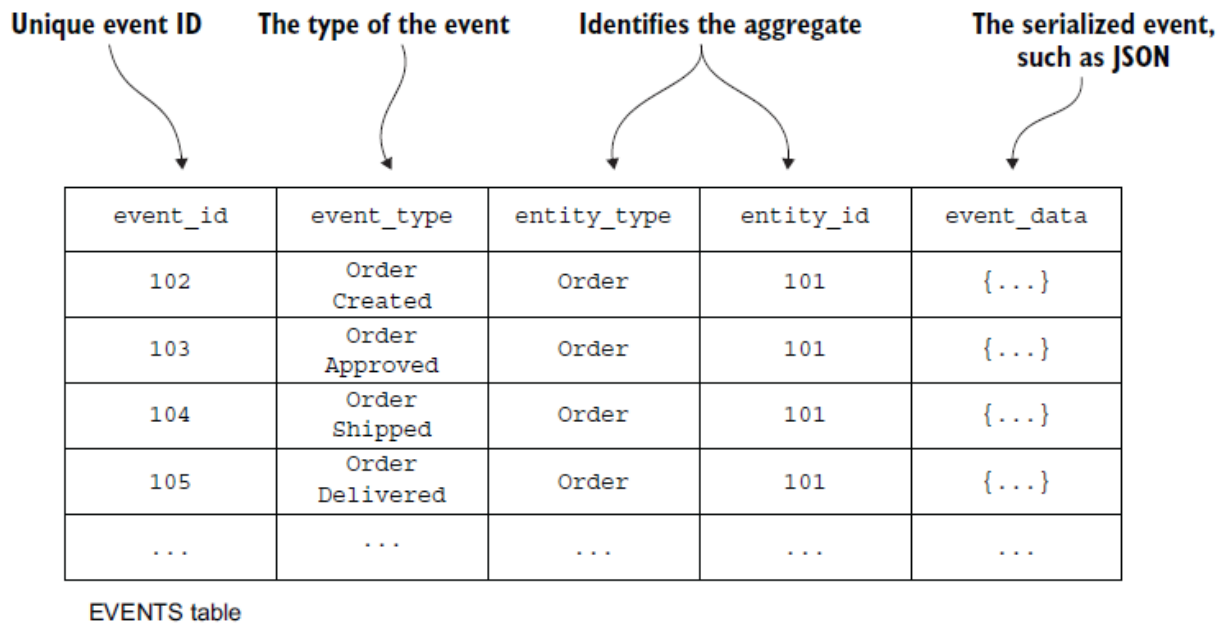 Unique event ID The type of the event Identifies the aggregate The serialized event,
such as JSON
event_id event_type entity_type entity_id event_data
102 Order Created Order 101 {...}
103 Order Approved Order 101 {...}
104 Order Shipped Order 101 {...}
105 Order Delivered Order 101 {...}
... ... ... ... ...
EVENTS table